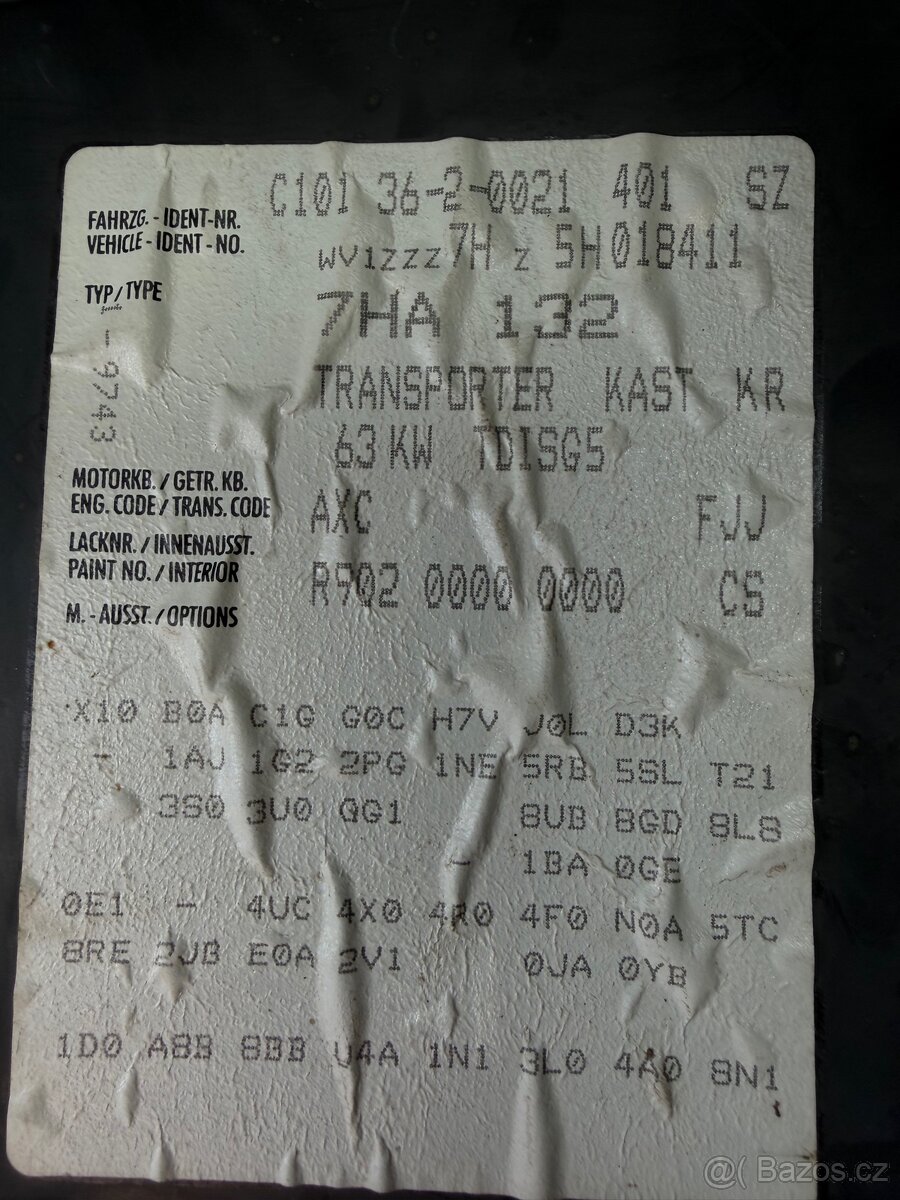 C101 36-2-0021 401 SZ
FAHRZG. - IDENT-NR.
VEHICLE - IDENT - NO. WV1ZZZ7H Z 5H018411
TYP / TYPE 7HA 132
- 9743
TRANSPORTER KAST KR
63 KW TDISG5
MOTORKB. / GETR. KB.
ENG. CODE / TRANS. CODE AXC FJJ
LACKNR. / INNENAUSST.
PAINT NO. / INTERIOR R902 0000 0000 CS
M. - AUSST. / OPTIONS
X10 B0A C1G G0C H7V J0L D3K
- 1AJ 1G2 2PG 1NE 5RB 5SL T21
3S0 3U0 QG1 8UB 8GD 8L8
- 1BA 0GE
0E1 - 4UC 4X0 4R0 4F0 N0A 5TC
8RE 2JB E0A 2V1 0JA 0YB
1D0 A8B 8BB U4A 1N1 3L0 4A0 8N1
@( Bazos.cz